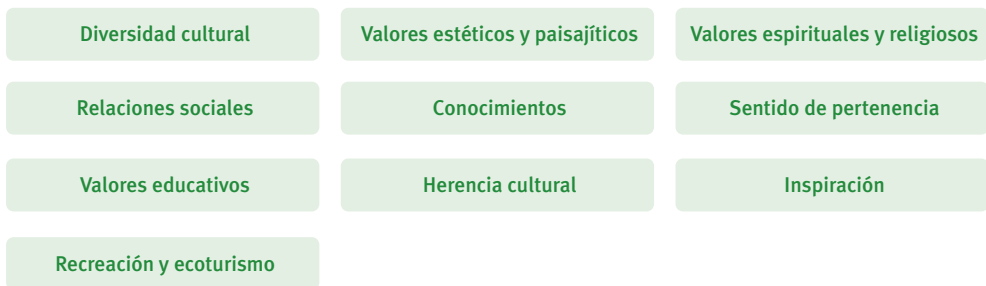 Diversidad cultural
Valores estéticos y paisajíticos
Valores espirituales y religiosos
Relaciones sociales
Conocimientos
Sentido de pertenencia
Valores educativos
Herencia cultural
Inspiración
Recreación y ecoturismo